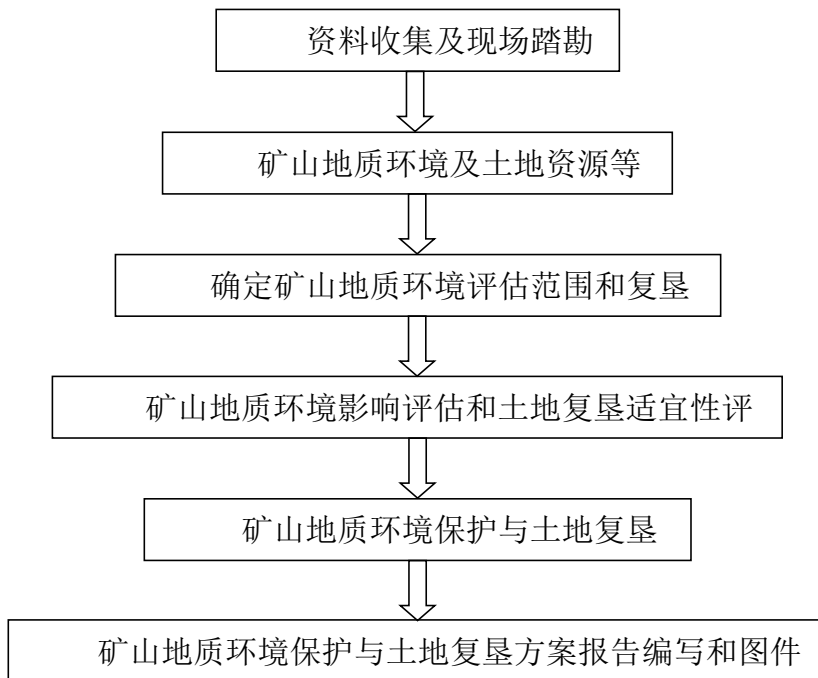 资料收集及现场踏勘
矿山地质环境及土地资源等
确定矿山地质环境评估范围和复垦
矿山地质环境影响评估和土地复垦适宜性评
矿山地质环境保护与土地复垦
矿山地质环境保护与土地复垦方案报告编写和图件